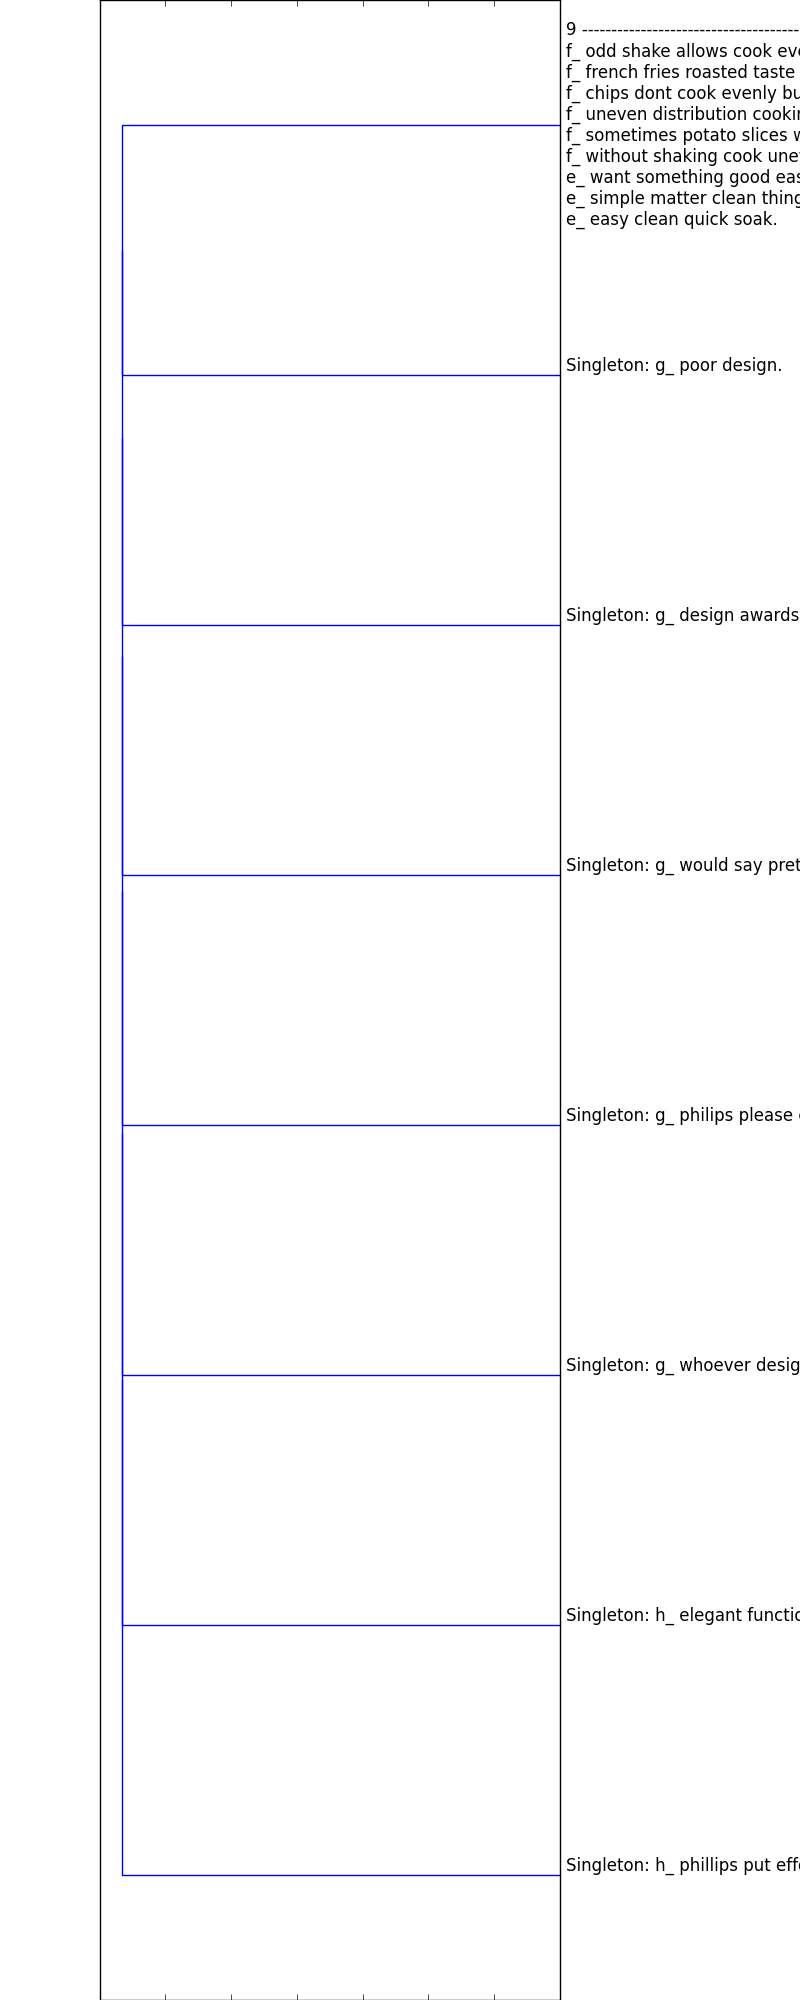 9 -------------------------------------
f_ odd shake allows cook eve
f_ french fries roasted taste
f_ chips dont cook evenly bu
f_ uneven distribution cookin
f_ sometimes potato slices w
f_ without shaking cook unev
e_ want something good eas
e_ simple matter clean thing
e_ easy clean quick soak.
Singleton: g_ poor design.
Singleton: g_ design awards
Singleton: g_ would say pret
Singleton: g_ philips please
Singleton: g_ whoever desig
Singleton: h_ elegant functio
Singleton: h_ phillips put effo